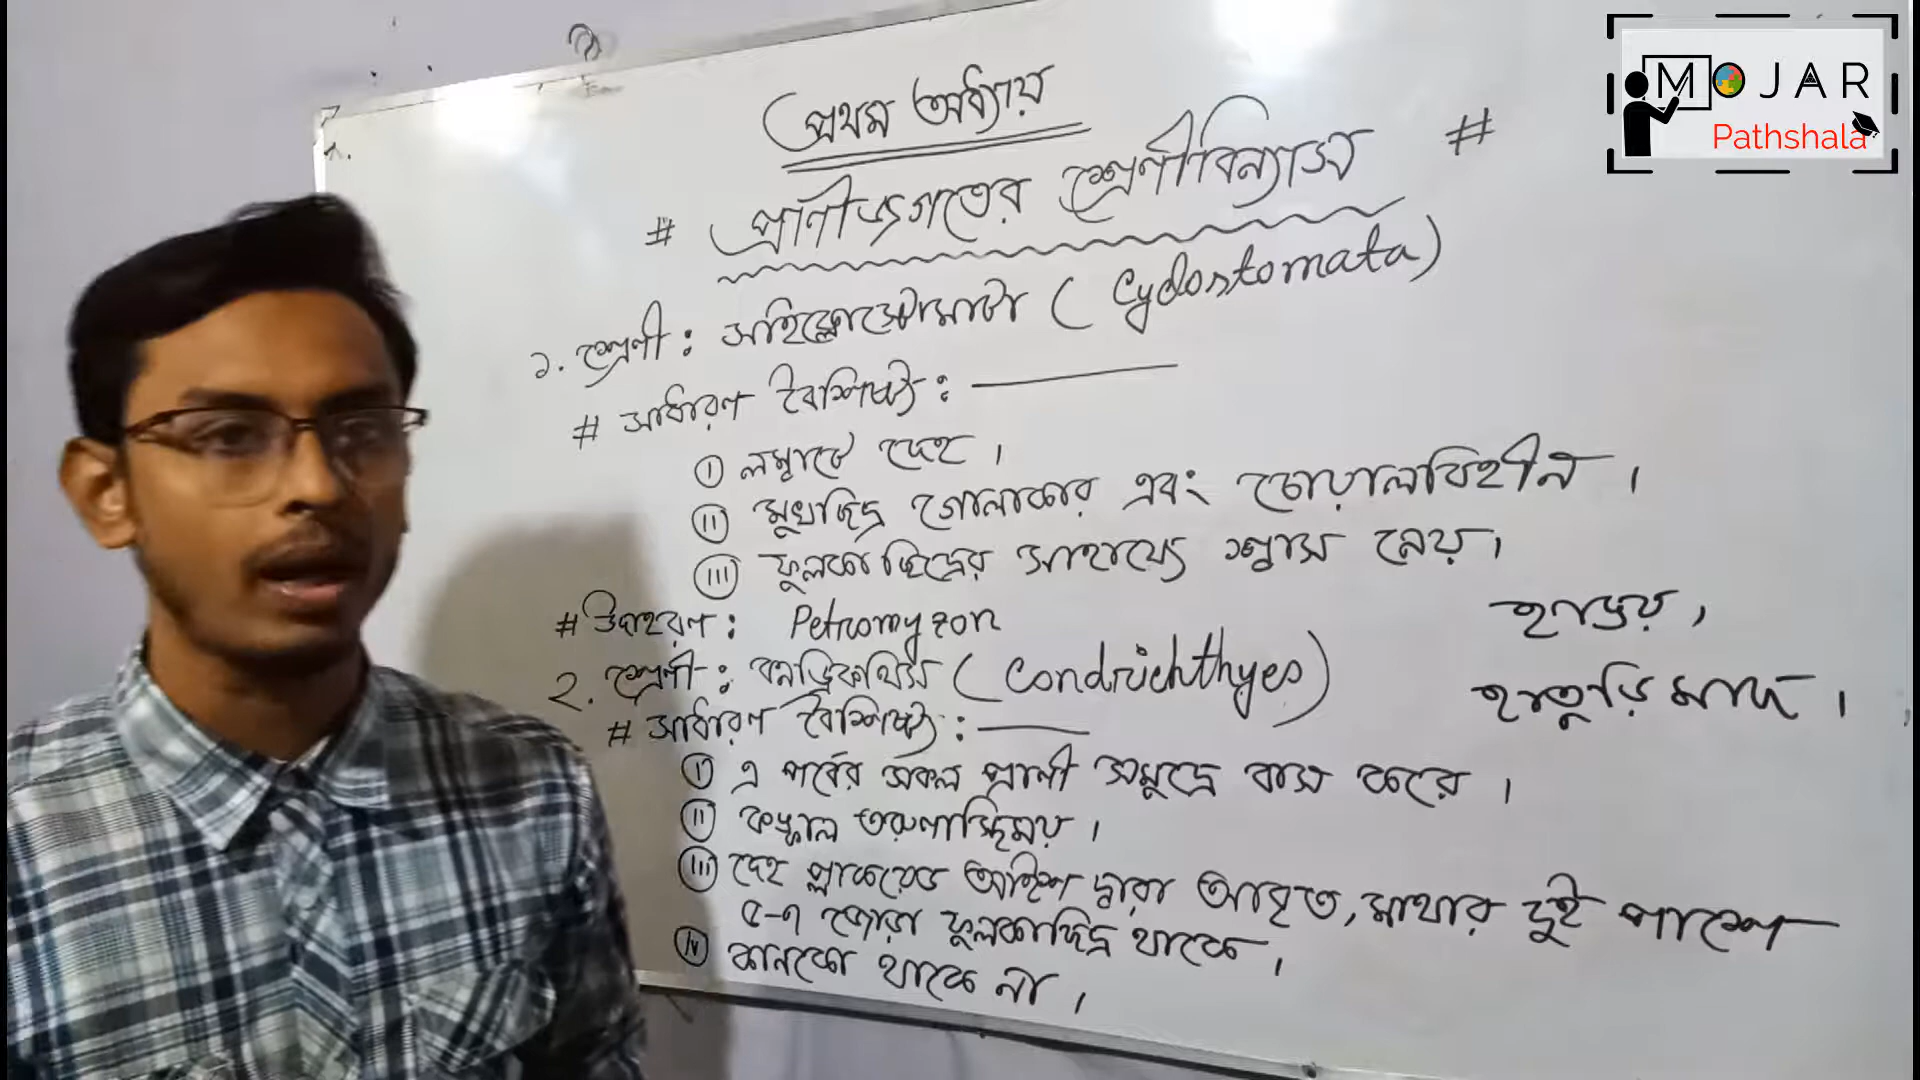 MOJAR
Pathshala
প্রথম অধ্যায়
# প্রাণীজগতের শ্রেণীবিন্যাস #
১. শ্রেণী : সাইক্লোস্টোমাটা ( Cyclostomata )
# সাধারণ বৈশিষ্ট্য :
(i) লম্বাটে দেহ ।
(ii) মুখছিদ্র গোলাকার এবং চোয়ালবিহীন ।
(iii) ফুলকাছিদ্রের সাহায্যে শ্বাস নেয় ।
# উদাহরণ : Petromyzon
২. শ্রেণী : কনড্রিকথিস ( Condrichthyes )
হাঙ্গর ,
হাতুড়ি মাছ ।
# সাধারণ বৈশিষ্ট্য :
(i) এ পর্বের সকল প্রাণী সমুদ্রে বাস করে ।
(ii) কঙ্কাল তরুণাস্থিময় ।
(iii) দেহ প্লাকয়েড আঁইশ দ্বারা আবৃত, মাথার দুই পাশে
৫-৭ জোড়া ফুলকাছিদ্র থাকে ।
(iv) কানকো থাকে না ।